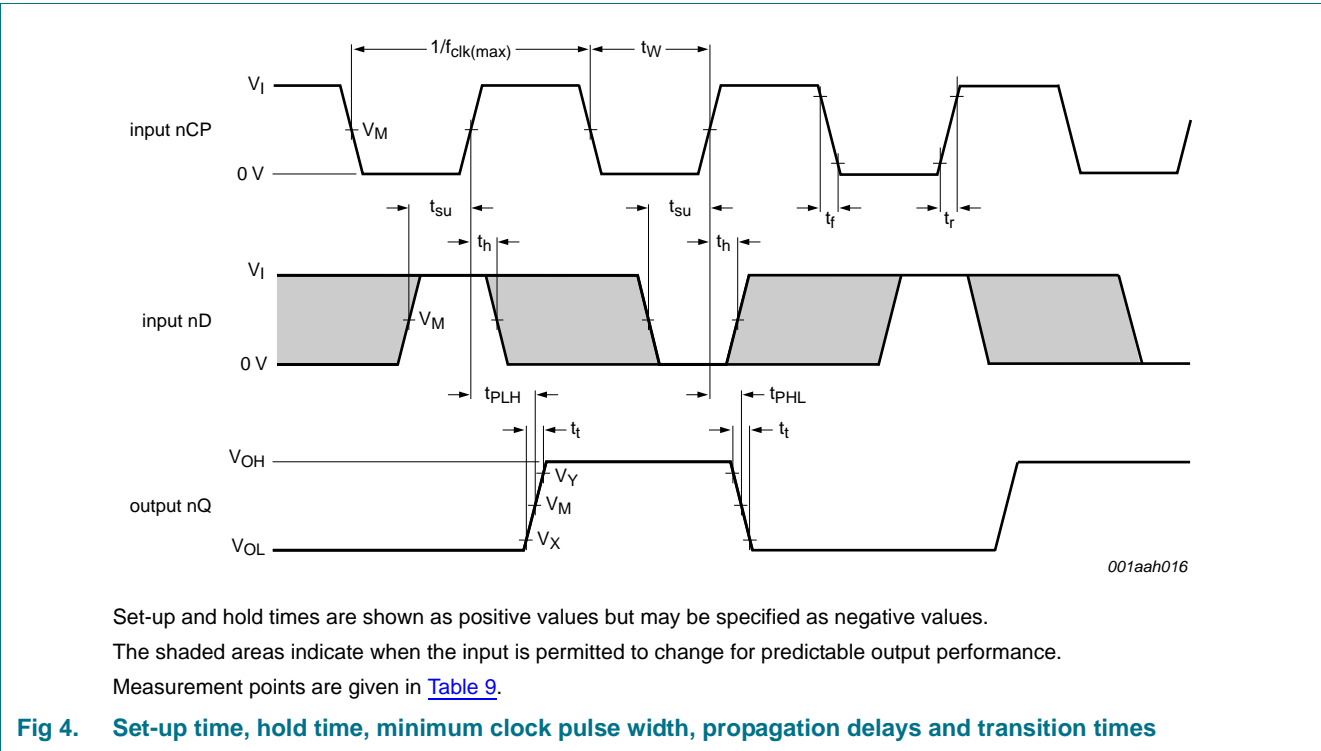 1/fclk(max)
tW
VI
input nCP
VM
0 V
tsu
tsu
tf
tr
th
th
VI
input nD
VM
0 V
tPLH
tPHL
tt
tt
VOH
VY
output nQ
VM
VOL
VX
001aah016
Set-up and hold times are shown as positive values but may be specified as negative values.
The shaded areas indicate when the input is permitted to change for predictable output performance.
Measurement points are given in Table 9.
Fig 4. Set-up time, hold time, minimum clock pulse width, propagation delays and transition times